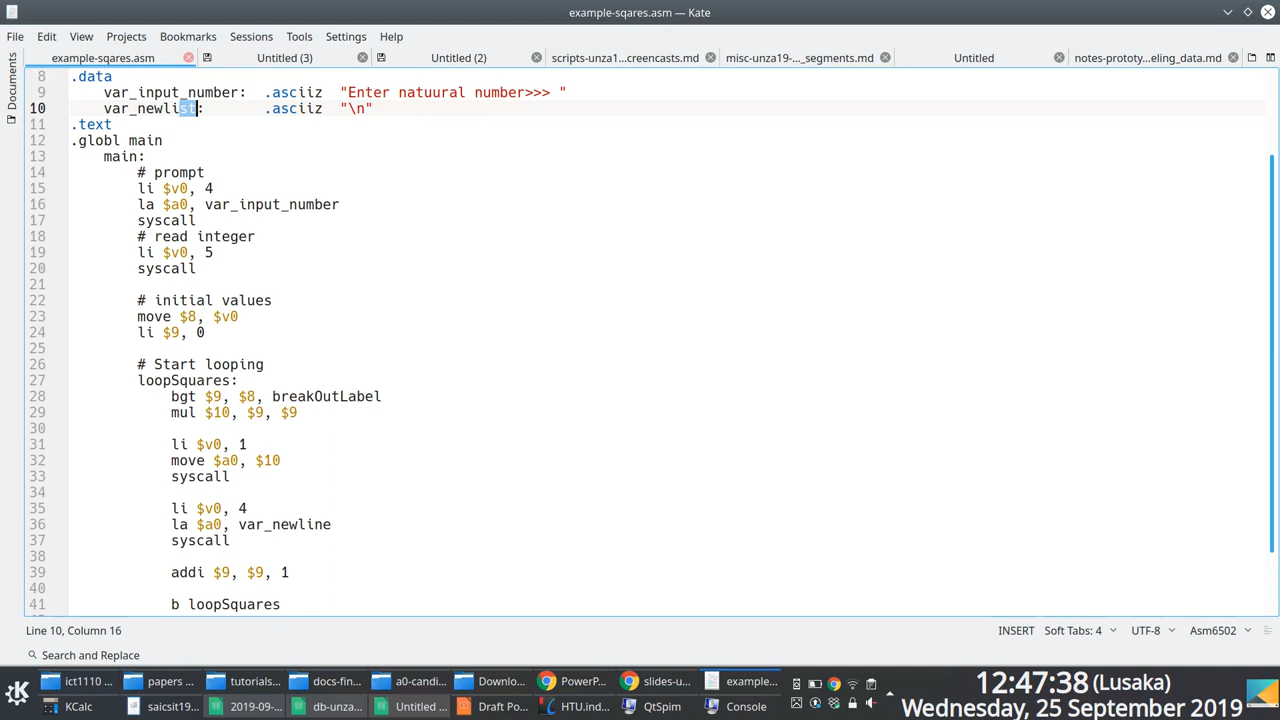 example-sqares.asm — Kate
File Edit View Projects Bookmarks Sessions Tools Settings Help
example-sqares.asm Untitled (3) Untitled (2) scripts-unza1...creencasts.md misc-unza19-..._segments.md Untitled notes-prototy...eling_data.md
Documents
8 .data
9 var_input_number: .asciiz "Enter natuural number>>> "
10 var_newlist: .asciiz "\n"
11 .text
12 .globl main
13 main:
14 # prompt
15 li $v0, 4
16 la $a0, var_input_number
17 syscall
18 # read integer
19 li $v0, 5
20 syscall
21
22 # initial values
23 move $8, $v0
24 li $9, 0
25
26 # Start looping
27 loopSquares:
28 bgt $9, $8, breakOutLabel
29 mul $10, $9, $9
30
31 li $v0, 1
32 move $a0, $10
33 syscall
34
35 li $v0, 4
36 la $a0, var_newline
37 syscall
38
39 addi $9, $9, 1
40
41 b loopSquares
Line 10, Column 16 INSERT Soft Tabs: 4 UTF-8 Asm6502
Search and Replace
ict1110 ... papers ... tutorials... docs-fin... a0-candi... Downlo... PowerP... slides-u... example...
KCalc saicsit19... 2019-09-... db-unza... Untitled ... Draft Po... HTU.ind... QtSpim Console
12:47:38 (Lusaka)
Wednesday, 25 September 2019